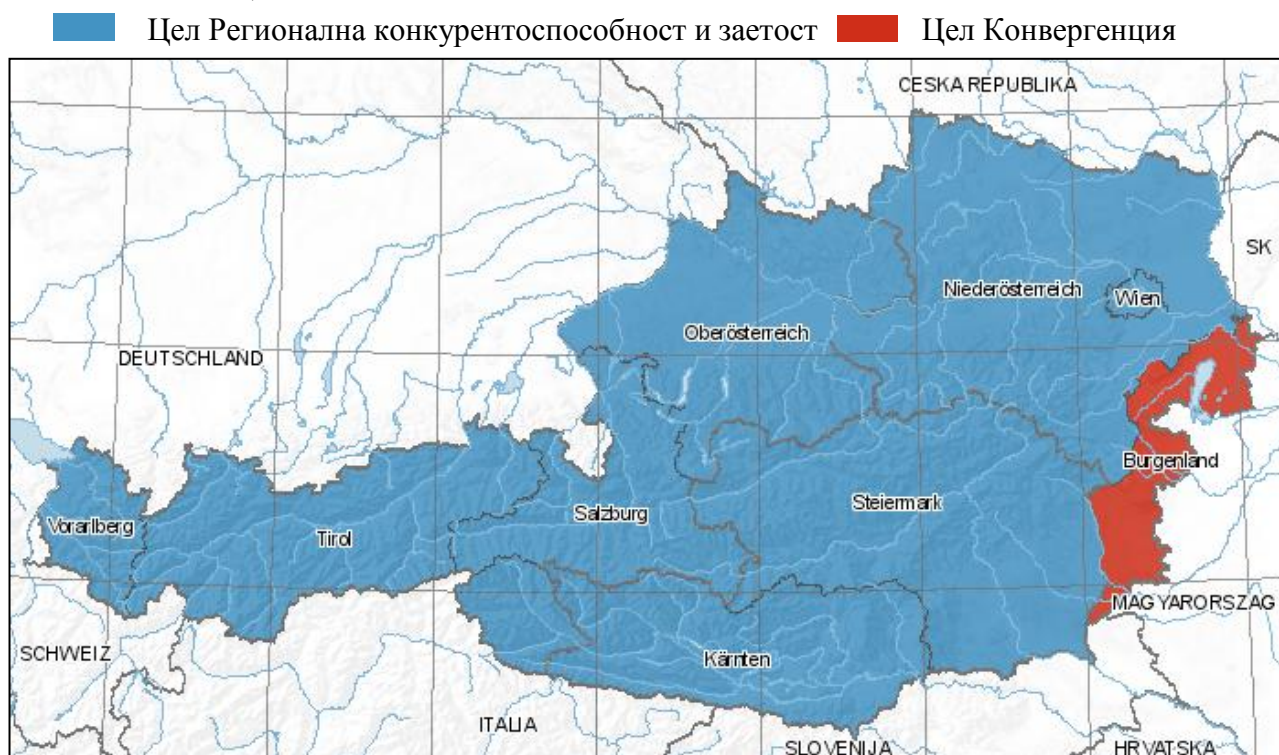 Цел Регионална конкурентоспособност и заетост Цел Конвергенция
CESKA REPUBLIKA
SK
Niederösterreich
Wien
Oberösterreich
DEUTSCHLAND
Burgenland
Steiermark
Salzburg
Vorarlberg
Tirol
MAGYARORSZAG
SCHWEIZ
Kärnten
ITALIA
SLOVENIJA
HRVATSKA